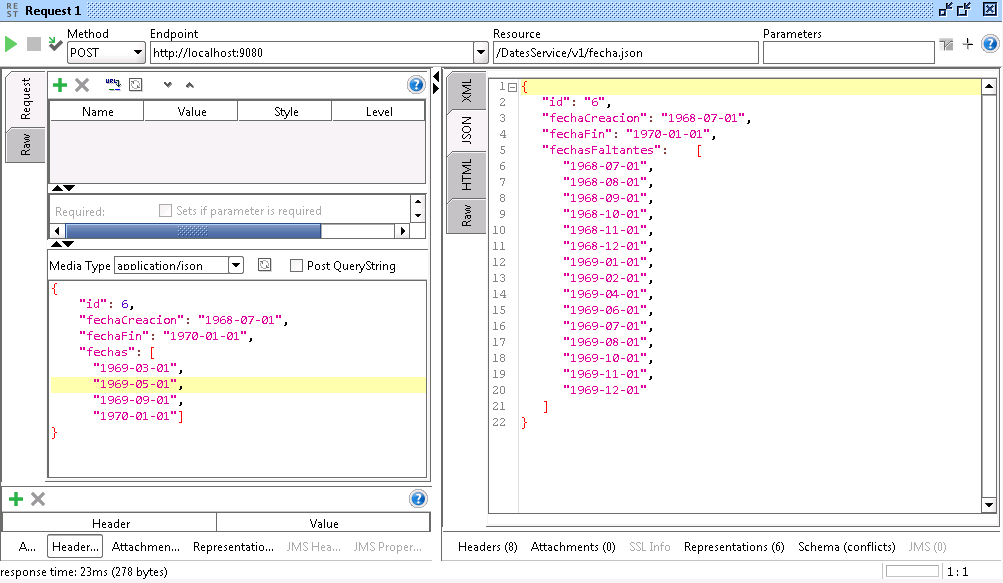 RE
ST
Request 1
Method
Endpoint
Resource
Parameters
POST
http://localhost:9080
/DatesService/v1/fecha.json
Request
Raw
URL
Name Value Style Level
Required: Sets if parameter is required
Media Type application/json Post QueryString
{
"id": 6,
"fechaCreacion": "1968-07-01",
"fechaFin": "1970-01-01",
"fechas": [
"1969-03-01",
"1969-05-01",
"1969-09-01",
"1970-01-01"]
}
Header Value
A... Header... Attachmen... Representatio... JMS Hea... JMS Proper...
XML
JSON
HTML
Raw
1 {
2 "id": "6",
3 "fechaCreacion": "1968-07-01",
4 "fechaFin": "1970-01-01",
5 "fechasFaltantes": [
6 "1968-07-01",
7 "1968-08-01",
8 "1968-09-01",
9 "1968-10-01",
10 "1968-11-01",
11 "1968-12-01",
12 "1969-01-01",
13 "1969-02-01",
14 "1969-04-01",
15 "1969-06-01",
16 "1969-07-01",
17 "1969-08-01",
18 "1969-10-01",
19 "1969-11-01",
20 "1969-12-01"
21 ]
22 }
Headers (8) Attachments (0) SSL Info Representations (6) Schema (conflicts) JMS (0)
response time: 23ms (278 bytes)
1:1